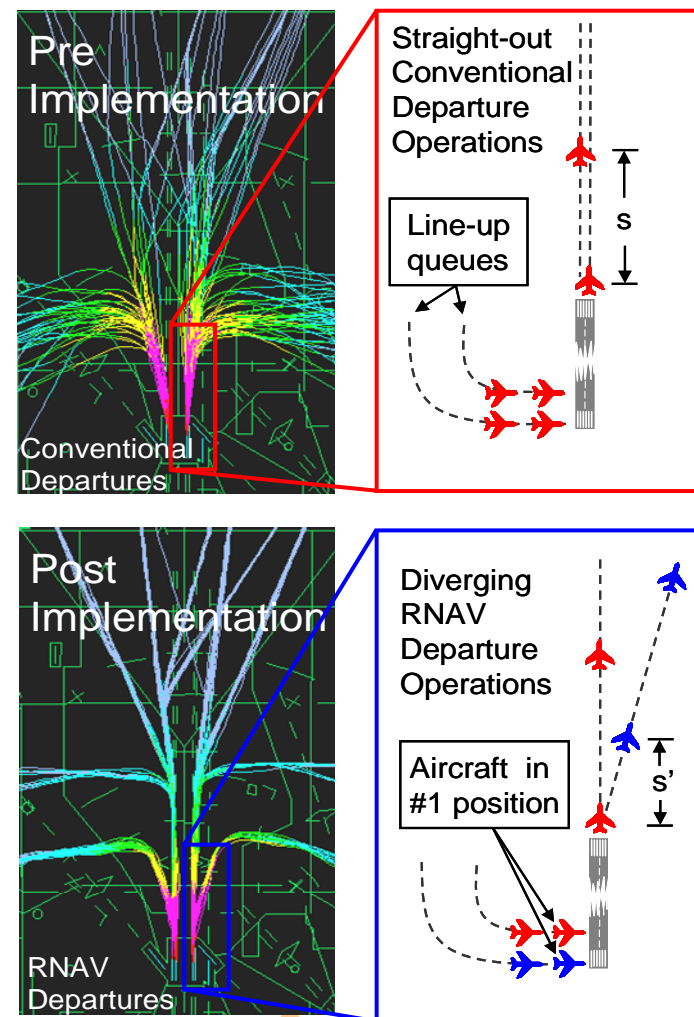 Pre
Implementation
Conventional
Departures
Straight-out
Conventional
Departure
Operations
Line-up
queues
s
Post
Implementation
RNAV
Departures
Diverging
RNAV
Departure
Operations
Aircraft in
#1 position
s’